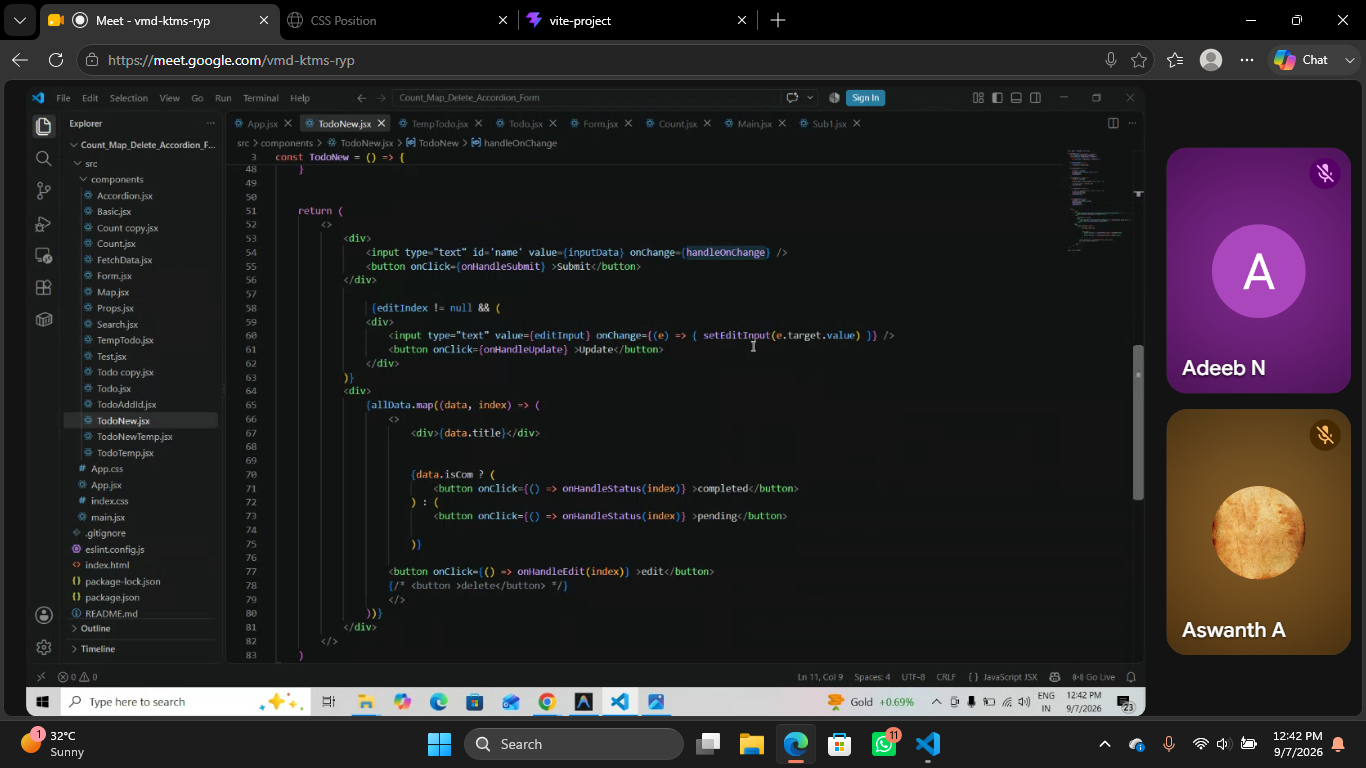 Meet - vmd-ktms-ryp
CSS Position
vite-project
https://meet.google.com/vmd-ktms-ryp
Chat
File Edit Selection View Go Run Terminal Help
Count_Map_Delete_Accordion_Form
Sign In
Explorer
App.jsx TodoNew.jsx TempTodo.jsx Todo.jsx Form.jsx Count.jsx Main.jsx Sub1.jsx
src > components > TodoNew.jsx > TodoNew > handleOnChange
Count_Map_Delete_Accordion_F...
src
components
Accordion.jsx
Basic.jsx
Count copy.jsx
Count.jsx
FetchData.jsx
Form.jsx
Map.jsx
Props.jsx
Search.jsx
TempTodo.jsx
Test.jsx
Todo copy.jsx
Todo.jsx
TodoAddId.jsx
TodoNew.jsx
TodoNewTemp.jsx
TodoTemp.jsx
App.css
App.jsx
index.css
main.jsx
.gitignore
eslint.config.js
index.html
package-lock.json
package.json
README.md
Outline
Timeline
3 const TodoNew = () => {
48 }
49
50
51 return (
52 <>
53 <div>
54 <input type="text" id='name' value={inputData} onChange={handleOnChange} />
55 <button onClick={onHandleSubmit} >Submit</button>
56 </div>
57
58 {editIndex != null && (
59 <div>
60 <input type="text" value={editInput} onChange={(e) => { setEditInput(e.target.value) }} />
61 <button onClick={onHandleUpdate} >Update</button>
62 </div>
63 )}
64 <div>
65 {allData.map((data, index) => (
66 <>
67 <div>{data.title}</div>
68
69
70 {data.isCom ? (
71 <button onClick={() => onHandleStatus(index)} >completed</button>
72 ) : (
73 <button onClick={() => onHandleStatus(index)} >pending</button>
74
75 )}
76
77 <button onClick={() => onHandleEdit(index)} >edit</button>
78 {/* <button >delete</button> */}
79 </>
80 ))}
81 </div>
82 </>
83 )
0 0
Ln 11, Col 9 Spaces: 4 UTF-8 CRLF {} JavaScript JSX Go Live
Type here to search
Gold +0.69%
ENG
IN
12:42 PM
9/7/2026
23
A
Adeeb N
Aswanth A
1
32°C
Sunny
Search
11
12:42 PM
9/7/2026